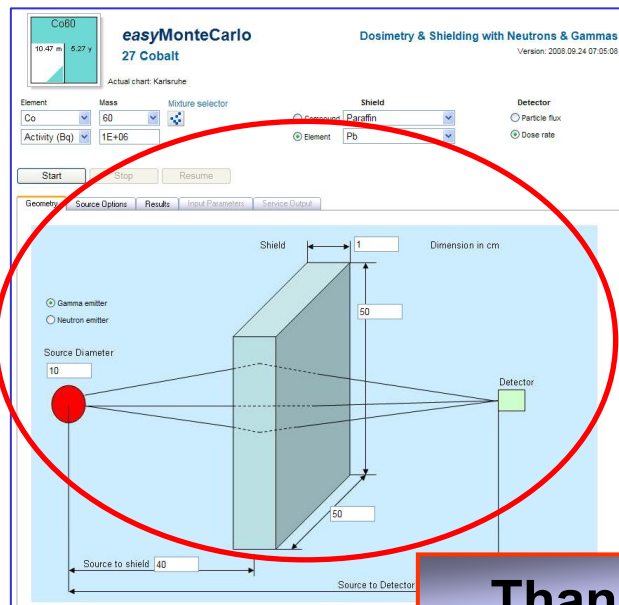 Co60
10.47 m 5.27 y
easyMonteCarlo
27 Cobalt
Actual chart: Karlsruhe
Dosimetry & Shielding with Neutrons & Gammas
Version: 2008.09.24 07:05:08
Element Mass Mixture selector Shield Detector
Co 60 Compound Paraffin Particle flux
Activity (Bq) 1E+06 Element Pb Dose rate
Start Stop Resume
Geometry Source Options Results Input Parameters Service Output
Shield 1 Dimension in cm
50
Gamma emitter
Neutron emitter
Source Diameter
10
Detector
50
Source to shield 40
Source to Detector
Than